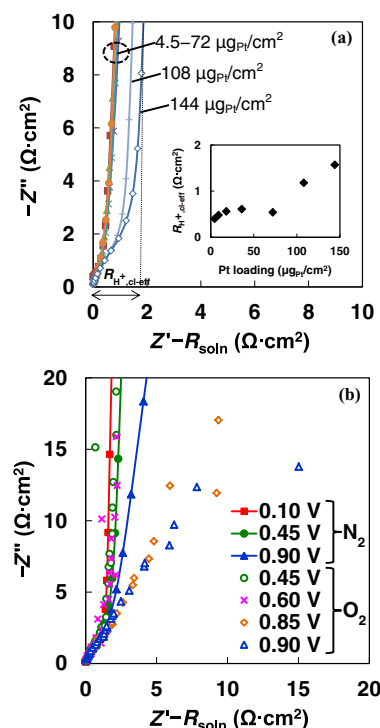 10
8
6
4
2
0
−Z" (Ω·cm²)
(a)
4.5–72 μgPt/cm²
108 μgPt/cm²
144 μgPt/cm²
RH+,cl-eff (Ω·cm²)
2
1
0
0 50 100 150
Pt loading (μgPt/cm²)
RH+,cl-eff
0 2 4 6 8 10
Z'−Rsoln (Ω·cm²)
20
15
10
5
0
−Z" (Ω·cm²)
(b)
0.10 V
0.45 V
N2
0.90 V
0.45 V
0.60 V
O2
0.85 V
0.90 V
0 5 10 15 20
Z'−Rsoln (Ω·cm²)